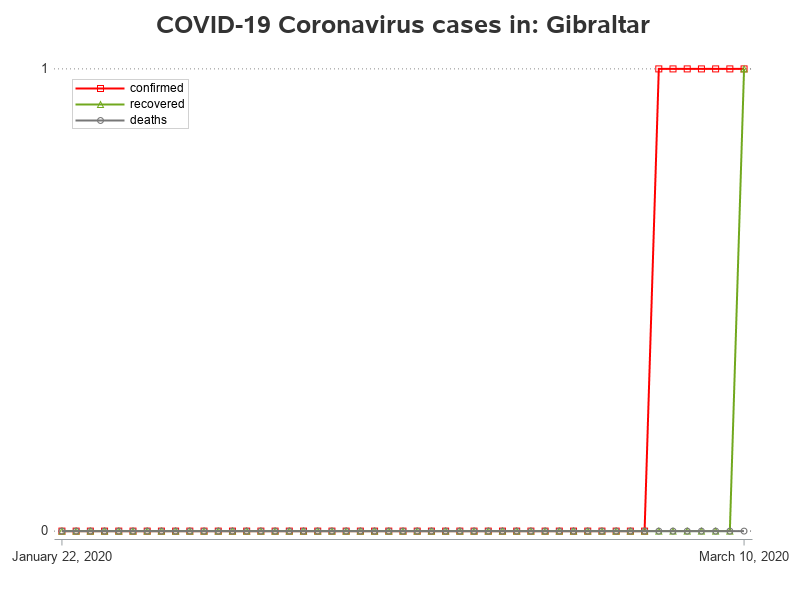 COVID-19 Coronavirus cases in: Gibraltar
1
confirmed
recovered
deaths
0
January 22, 2020
March 10, 2020